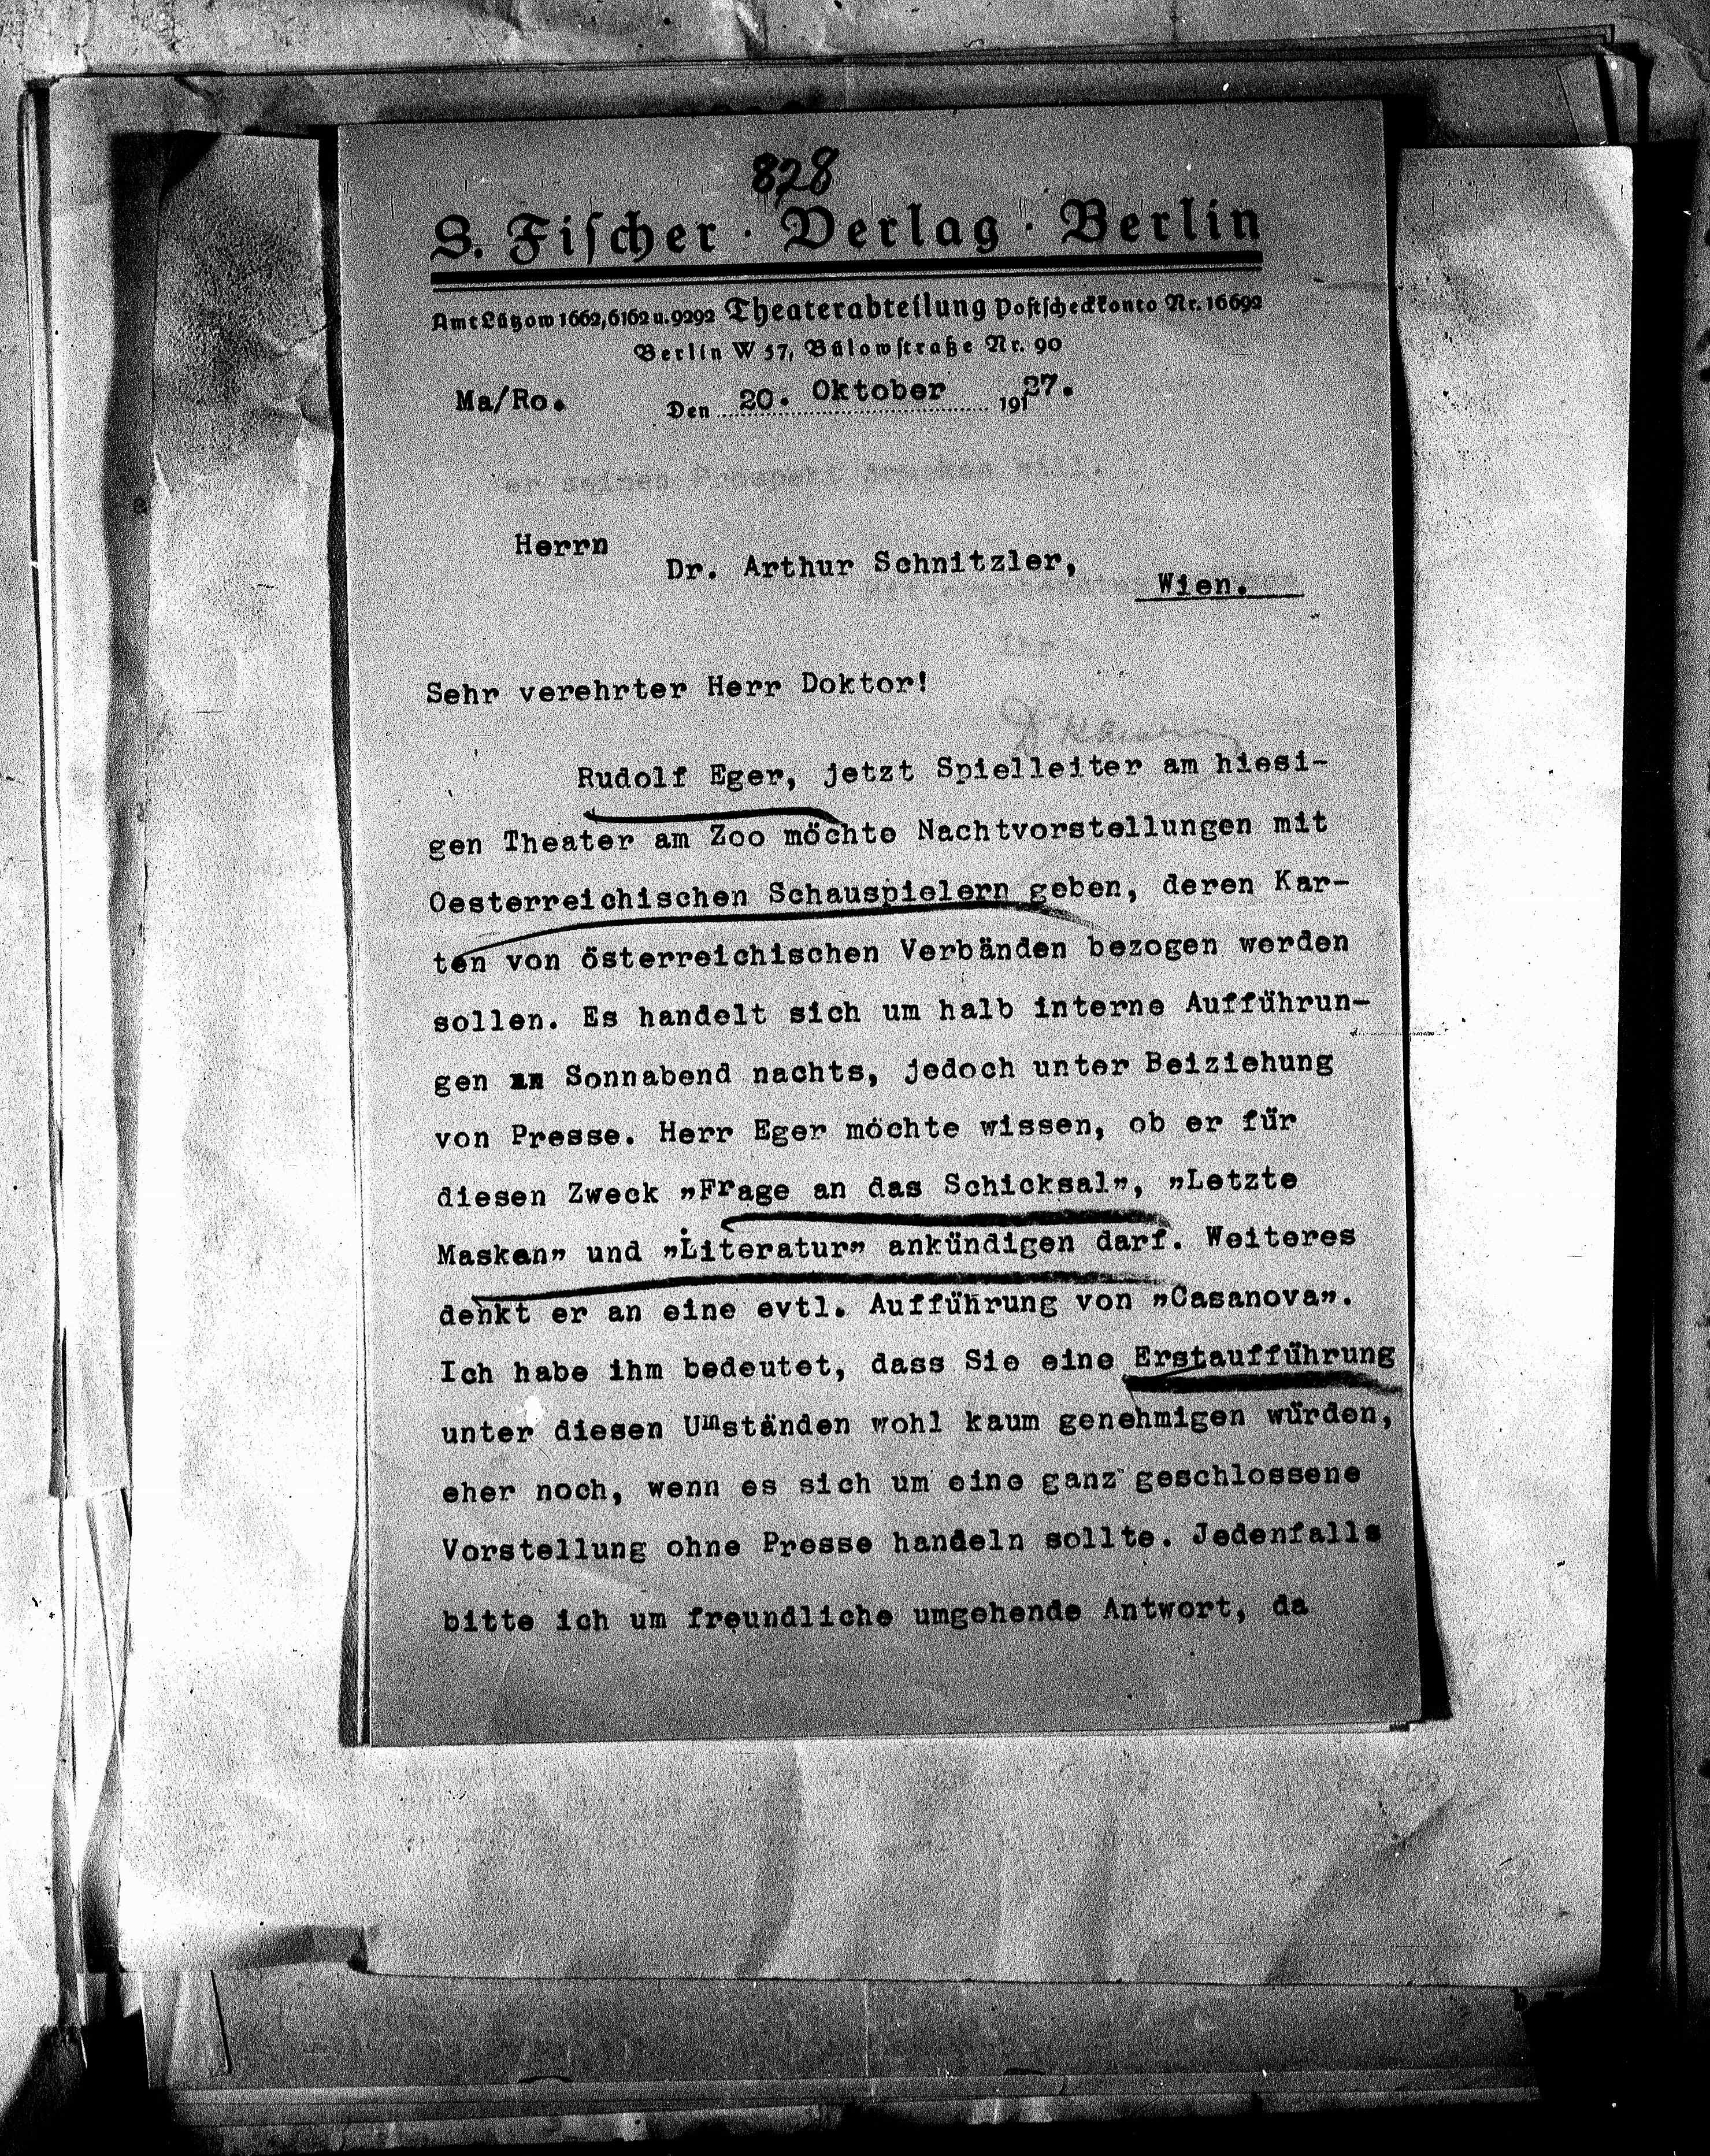 828
S. Fischer · Verlag · Berlin
Amt Lützow 1662, 6162 u. 9292 Theaterabteilung Postscheckkonto Nr. 16692
Berlin W 57, Bülowstraße Nr. 90
Ma/Ro. Den 20. Oktober 1927.
er seinen Prospekt drucken will.
Herrn
Dr. Arthur Schnitzler,
Wien.
Ihr
Sehr verehrter Herr Doktor!
Rudolf Eger, jetzt Spielleiter am hiesi-
gen Theater am Zoo möchte Nachtvorstellungen mit
Oesterreichischen Schauspielern geben, deren Kar-
ten von österreichischen Verbänden bezogen werden
sollen. Es handelt sich um halb interne Aufführun-
gen an Sonnabend nachts, jedoch unter Beiziehung
von Presse. Herr Eger möchte wissen, ob er für
diesen Zweck „Frage an das Schicksal", „Letzte
Masken" und „Literatur" ankündigen darf. Weiteres
denkt er an eine evtl. Aufführung von „Casanova".
Ich habe ihm bedeutet, dass Sie eine Erstaufführung
unter diesen Umständen wohl kaum genehmigen würden,
eher noch, wenn es sich um eine ganz geschlossene
Vorstellung ohne Presse handeln sollte. Jedenfalls
bitte ich um freundliche umgehende Antwort, da